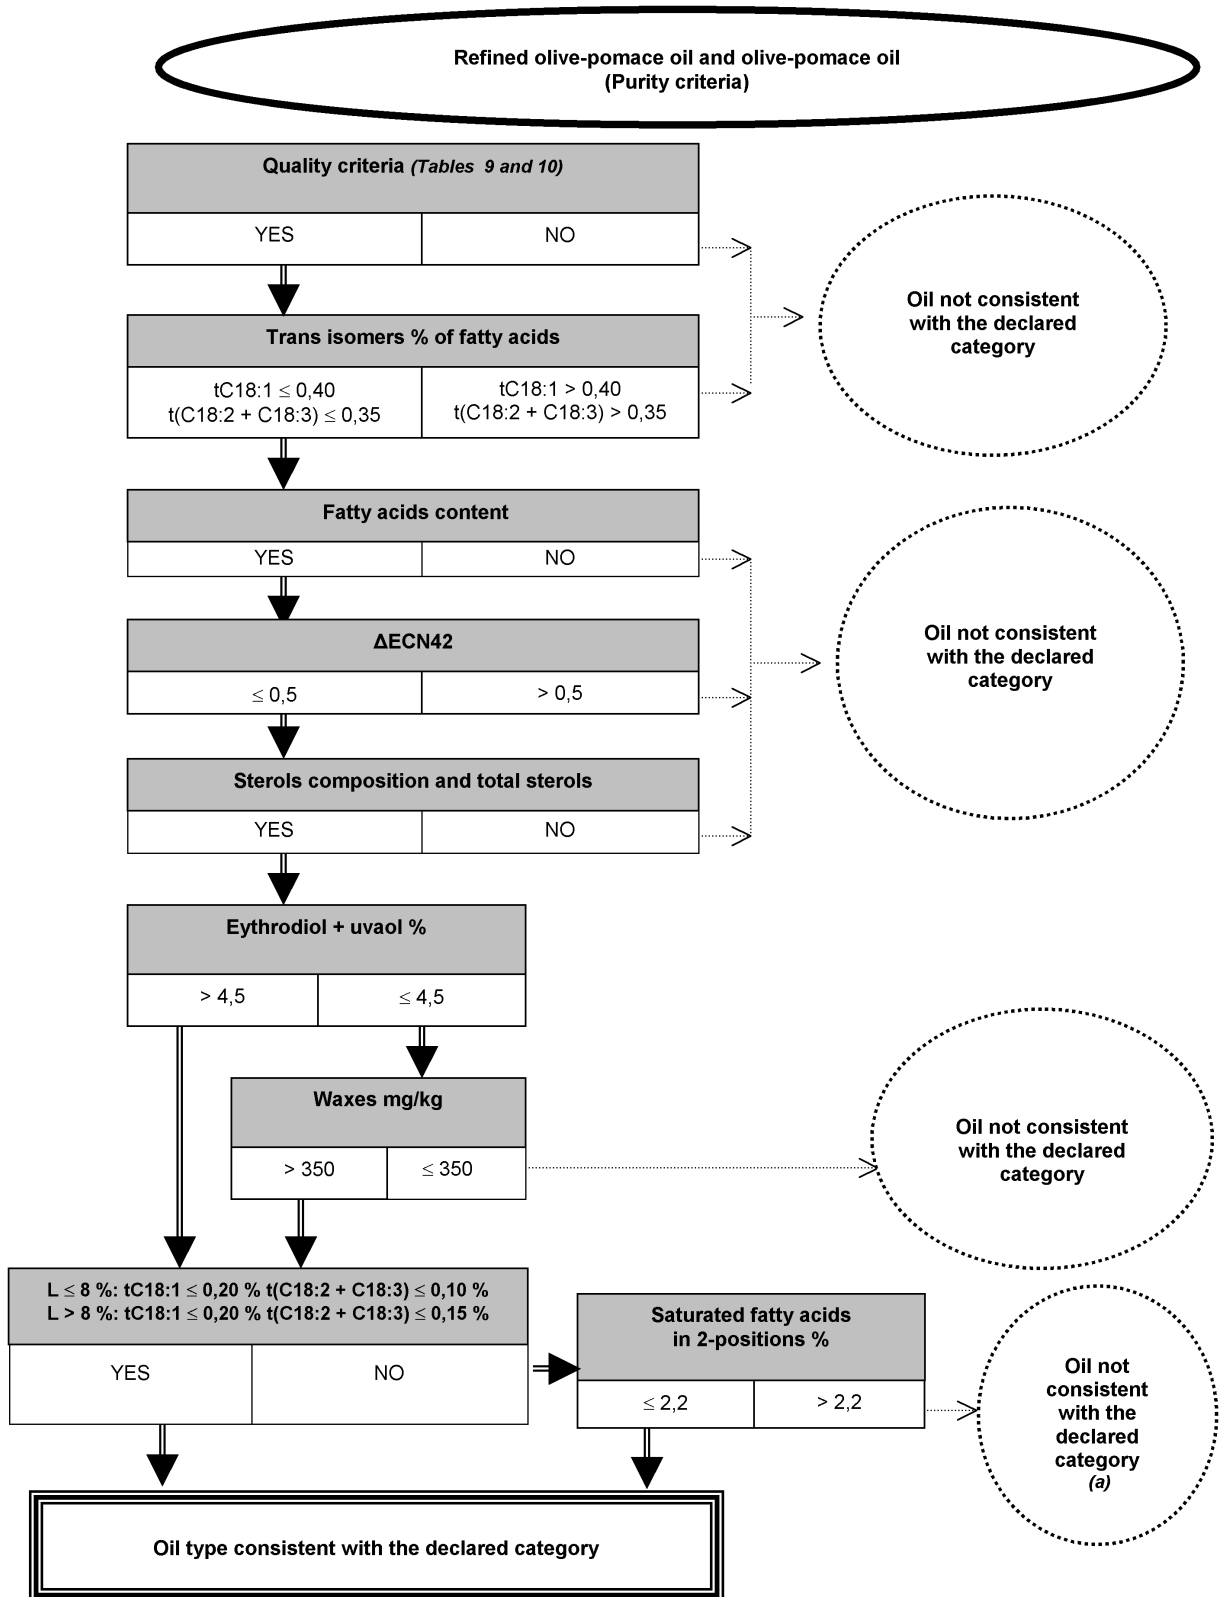 Refined olive-pomace oil and olive-pomace oil
(Purity criteria)
Quality criteria (Tables 9 and 10)
YES
NO
Oil not consistent
with the declared
category
Trans isomers % of fatty acids
tC18:1 ≤ 0,40
t(C18:2 + C18:3) ≤ 0,35
tC18:1 > 0,40
t(C18:2 + C18:3) > 0,35
Fatty acids content
YES
NO
ΔECN42
≤ 0,5
> 0,5
Oil not consistent
with the declared
category
Sterols composition and total sterols
YES
NO
Eythrodiol + uvaol %
> 4,5
≤ 4,5
Waxes mg/kg
> 350
≤ 350
Oil not consistent
with the declared
category
L ≤ 8 %: tC18:1 ≤ 0,20 % t(C18:2 + C18:3) ≤ 0,10 %
L > 8 %: tC18:1 ≤ 0,20 % t(C18:2 + C18:3) ≤ 0,15 %
YES
NO
Saturated fatty acids
in 2-positions %
≤ 2,2
> 2,2
Oil not
consistent
with the
declared
category
(a)
Oil type consistent with the declared category